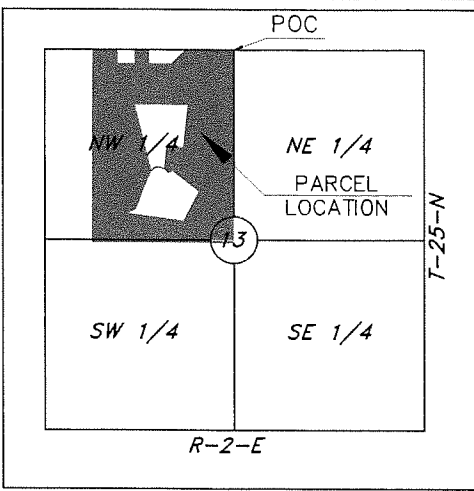 POC
NW 1/4
NE 1/4
PARCEL
LOCATION
T-25-N
13
SW 1/4
SE 1/4
R-2-E